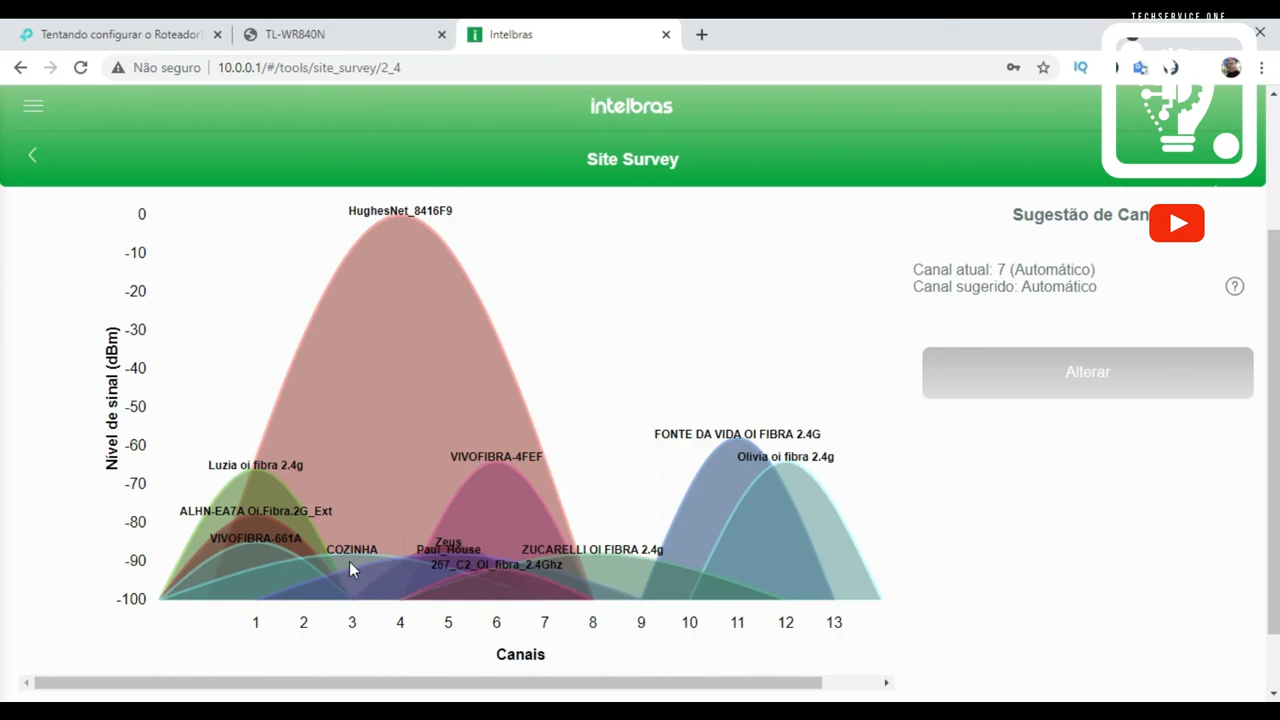 TECHSERVICE ONE
Tentando configurar o Roteador?
TL-WR840N
Intelbras
Não seguro
10.0.0.1/#/tools/site_survey/2_4
IQ
intelbras
Site Survey
Nível de sinal (dBm)
0
-10
-20
-30
-40
-50
-60
-70
-80
-90
-100
HughesNet_8416F9
FONTE DA VIDA OI FIBRA 2.4G
VIVOFIBRA-4FEF
Olivia oi fibra 2.4g
Luzia oi fibra 2.4g
ALHN-EA7A Oi.Fibra.2G_Ext
VIVOFIBRA-661A
COZINHA
Zeus
Paul_House
ZUCARELLI OI FIBRA 2.4g
267_C2_OI_fibra_2.4Ghz
1 2 3 4 5 6 7 8 9 10 11 12 13
Canais
Sugestão de Can
Canal atual: 7 (Automático)
Canal sugerido: Automático
?
Alterar